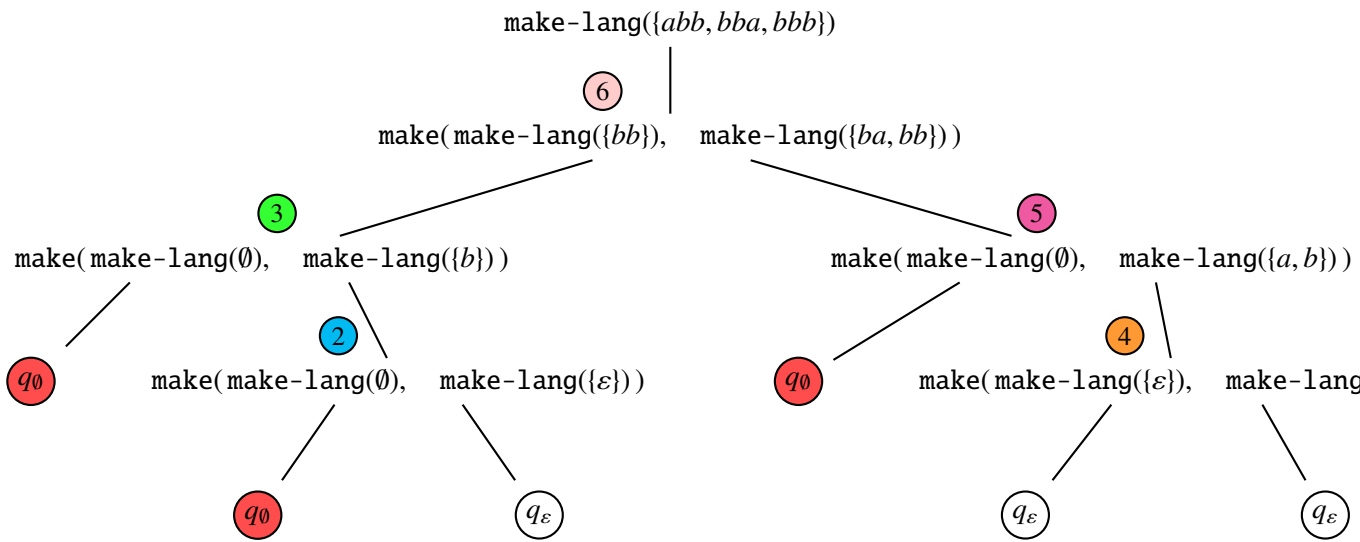 make-lang({abb, bba, bbb})
6
make( make-lang({bb}), make-lang({ba, bb}) )
3 5
make( make-lang(∅), make-lang({b}) ) make( make-lang(∅), make-lang({a, b}) )
2 4
q∅ make( make-lang(∅), make-lang({ε}) ) q∅ make( make-lang({ε}), make-lang
q∅ qε qε qε